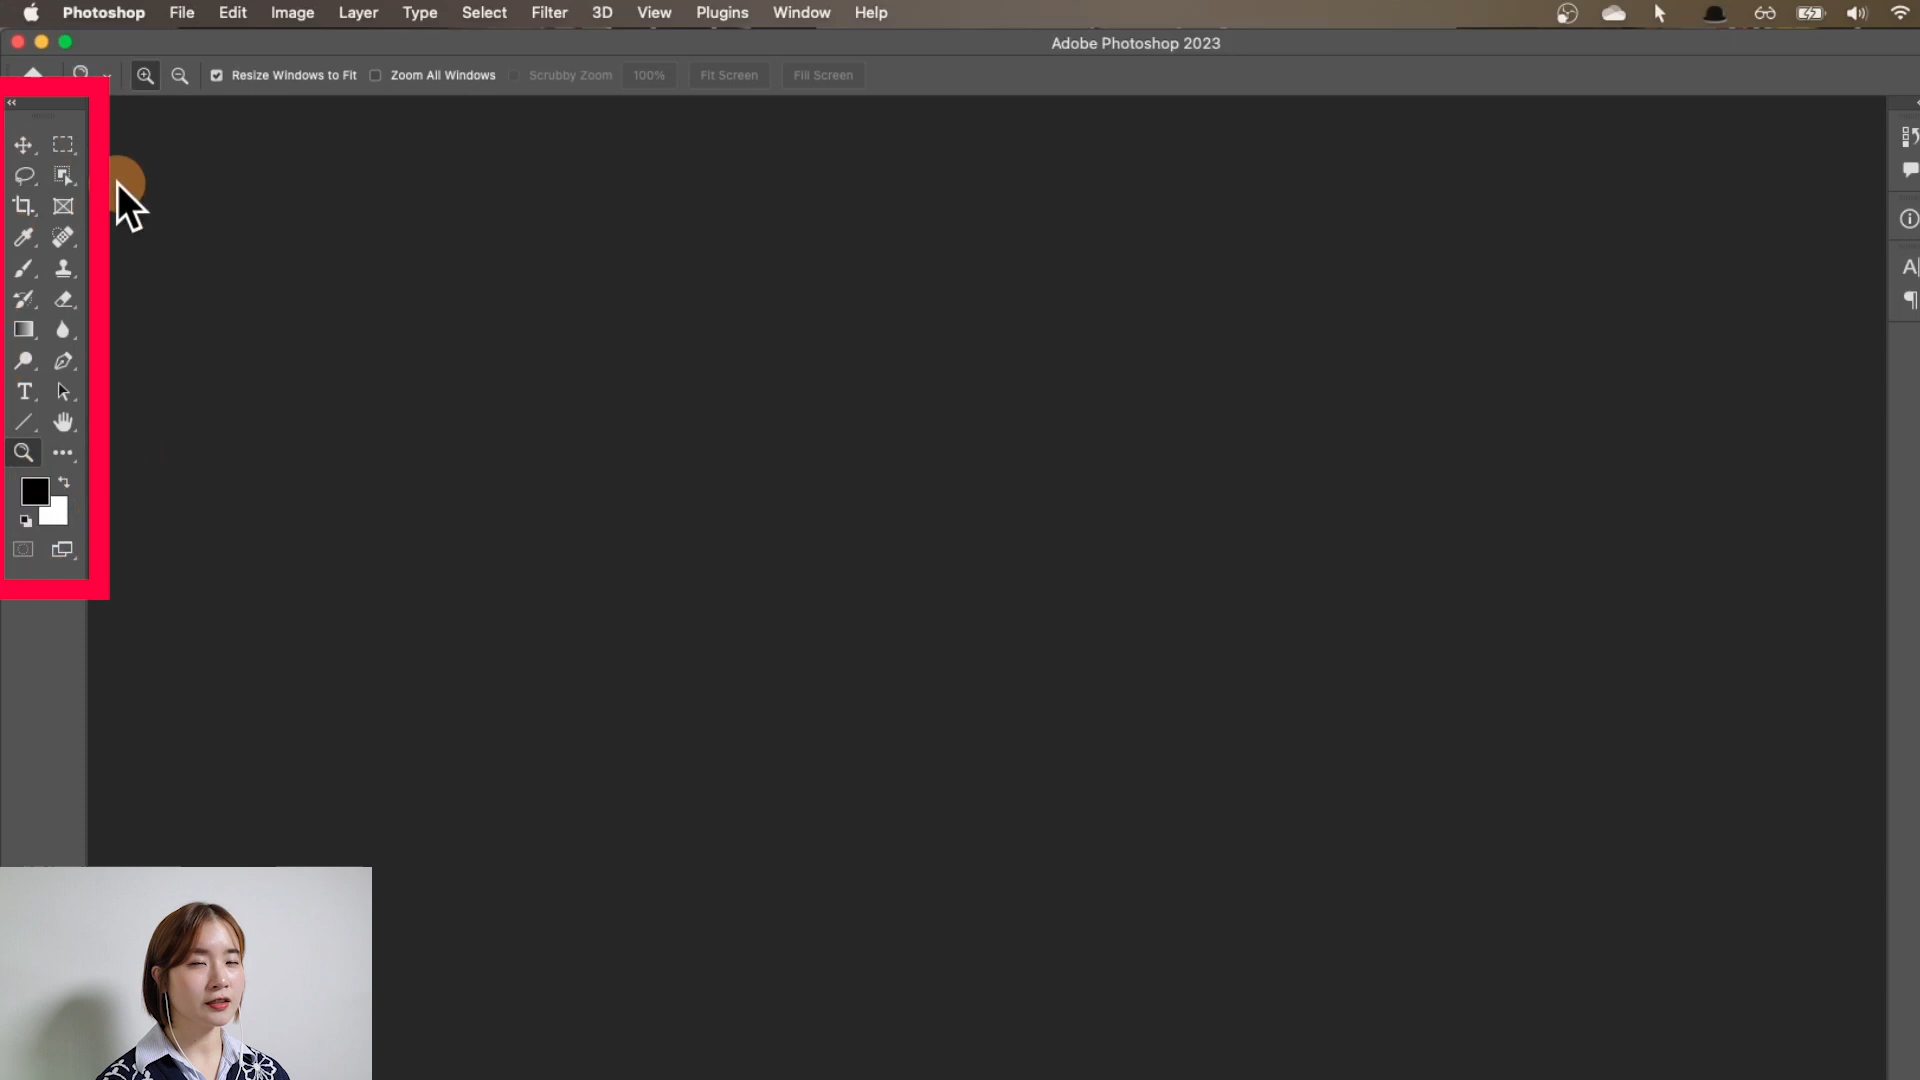 Photoshop File Edit Image Layer Type Select Filter 3D View Plugins Window Help
Adobe Photoshop 2023
Resize Windows to Fit Zoom All Windows Scrubby Zoom 100% Fit Screen Fill Screen